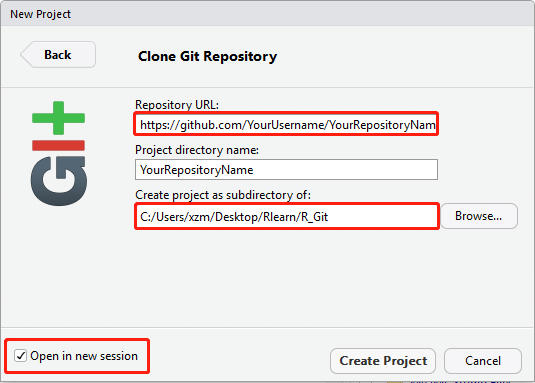 New Project
Back
Clone Git Repository
git
Repository URL:
https://github.com/YourUsername/YourRepositoryNam
Project directory name:
YourRepositoryName
Create project as subdirectory of:
C:/Users/xzm/Desktop/Rlearn/R_Git
Browse...
Open in new session
Create Project
Cancel